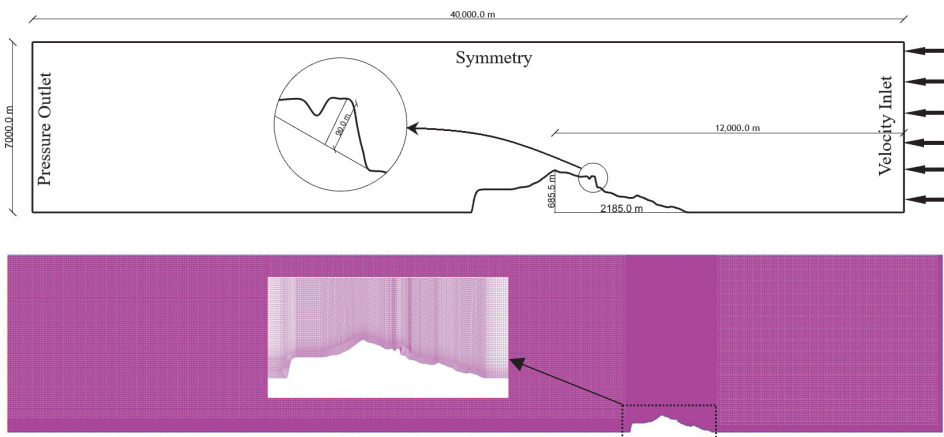 40,000.0 m
Symmetry
7000.0 m
Pressure Outlet
90.0 m
12,000.0 m
Velocity Inlet
685.5 m
2185.0 m